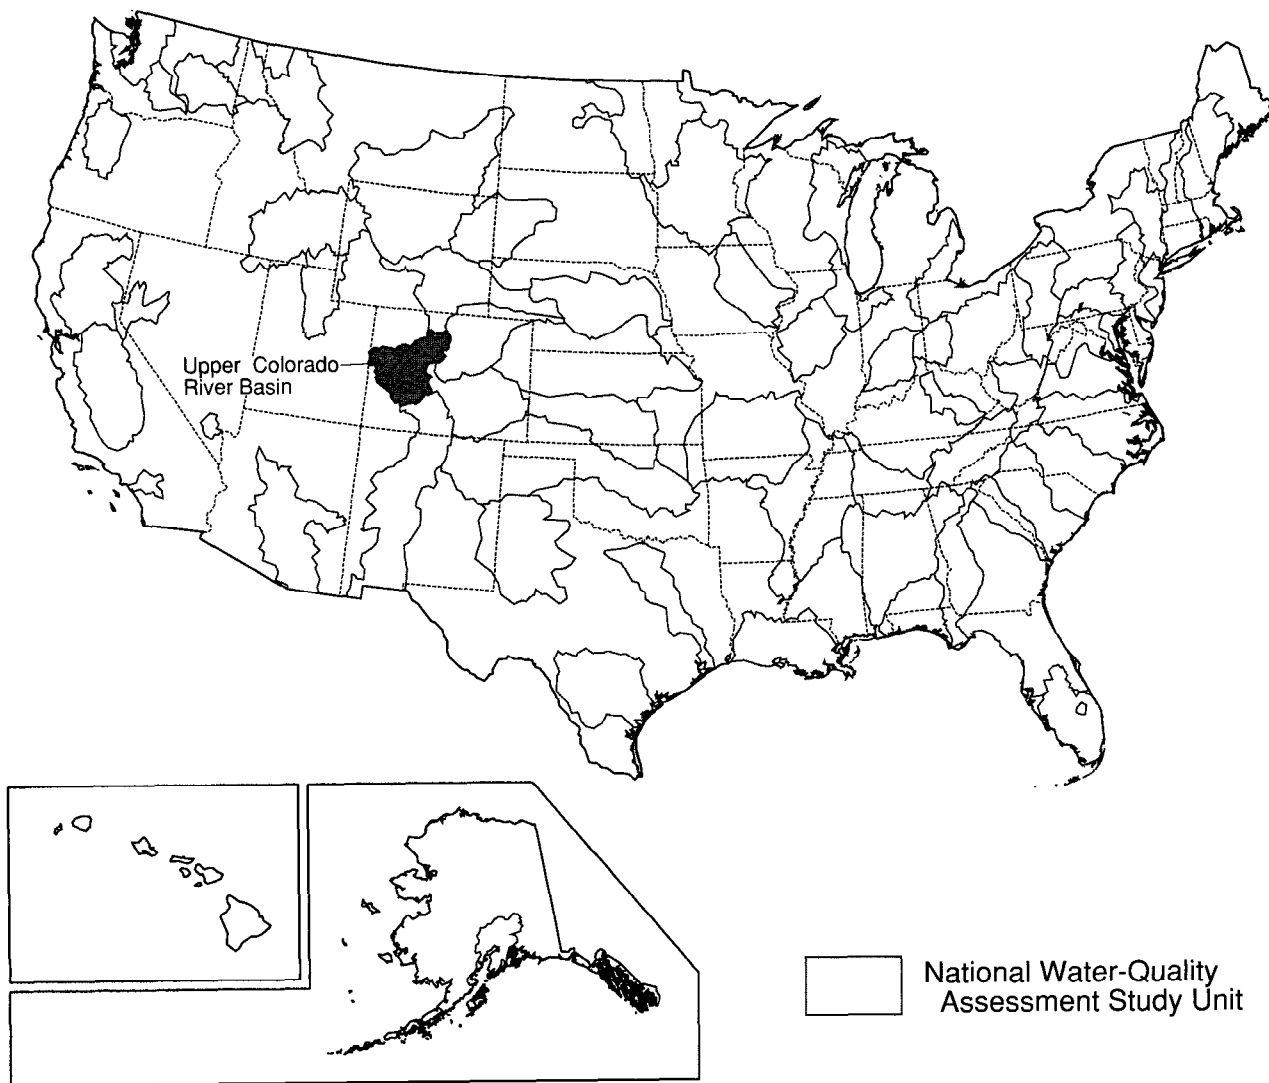 Upper Colorado
River Basin
National Water-Quality
Assessment Study Unit